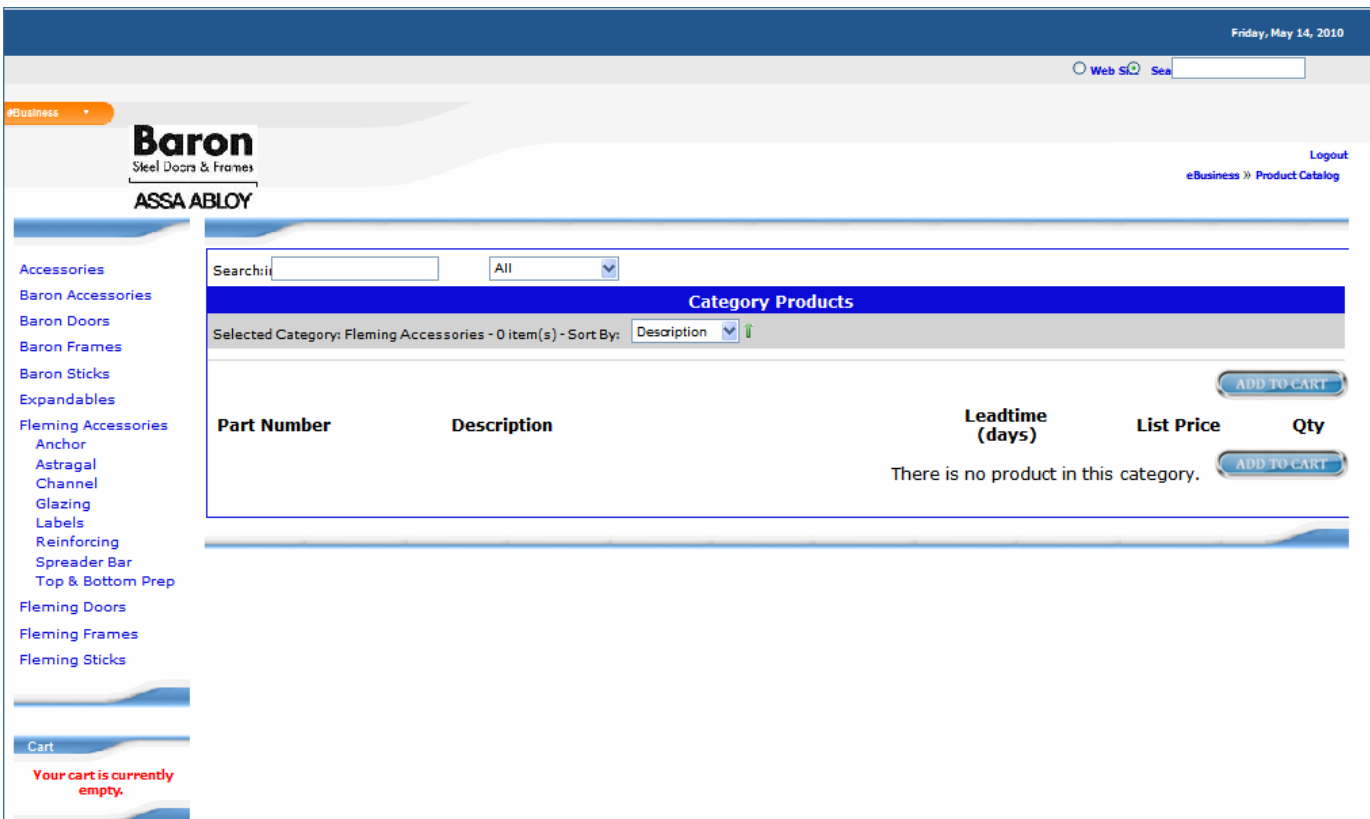 Friday, May 14, 2010
Web Si Sea
eBusiness
Baron
Steel Doors & Frames
ASSA ABLOY
Logout
eBusiness » Product Catalog
Search:in All
Category Products
Selected Category: Fleming Accessories - 0 item(s) - Sort By: Description
ADD TO CART
Part Number Description Leadtime (days) List Price Qty
There is no product in this category. ADD TO CART
Accessories
Baron Accessories
Baron Doors
Baron Frames
Baron Sticks
Expandables
Fleming Accessories
Anchor
Astragal
Channel
Glazing
Labels
Reinforcing
Spreader Bar
Top & Bottom Prep
Fleming Doors
Fleming Frames
Fleming Sticks
Cart
Your cart is currently
empty.